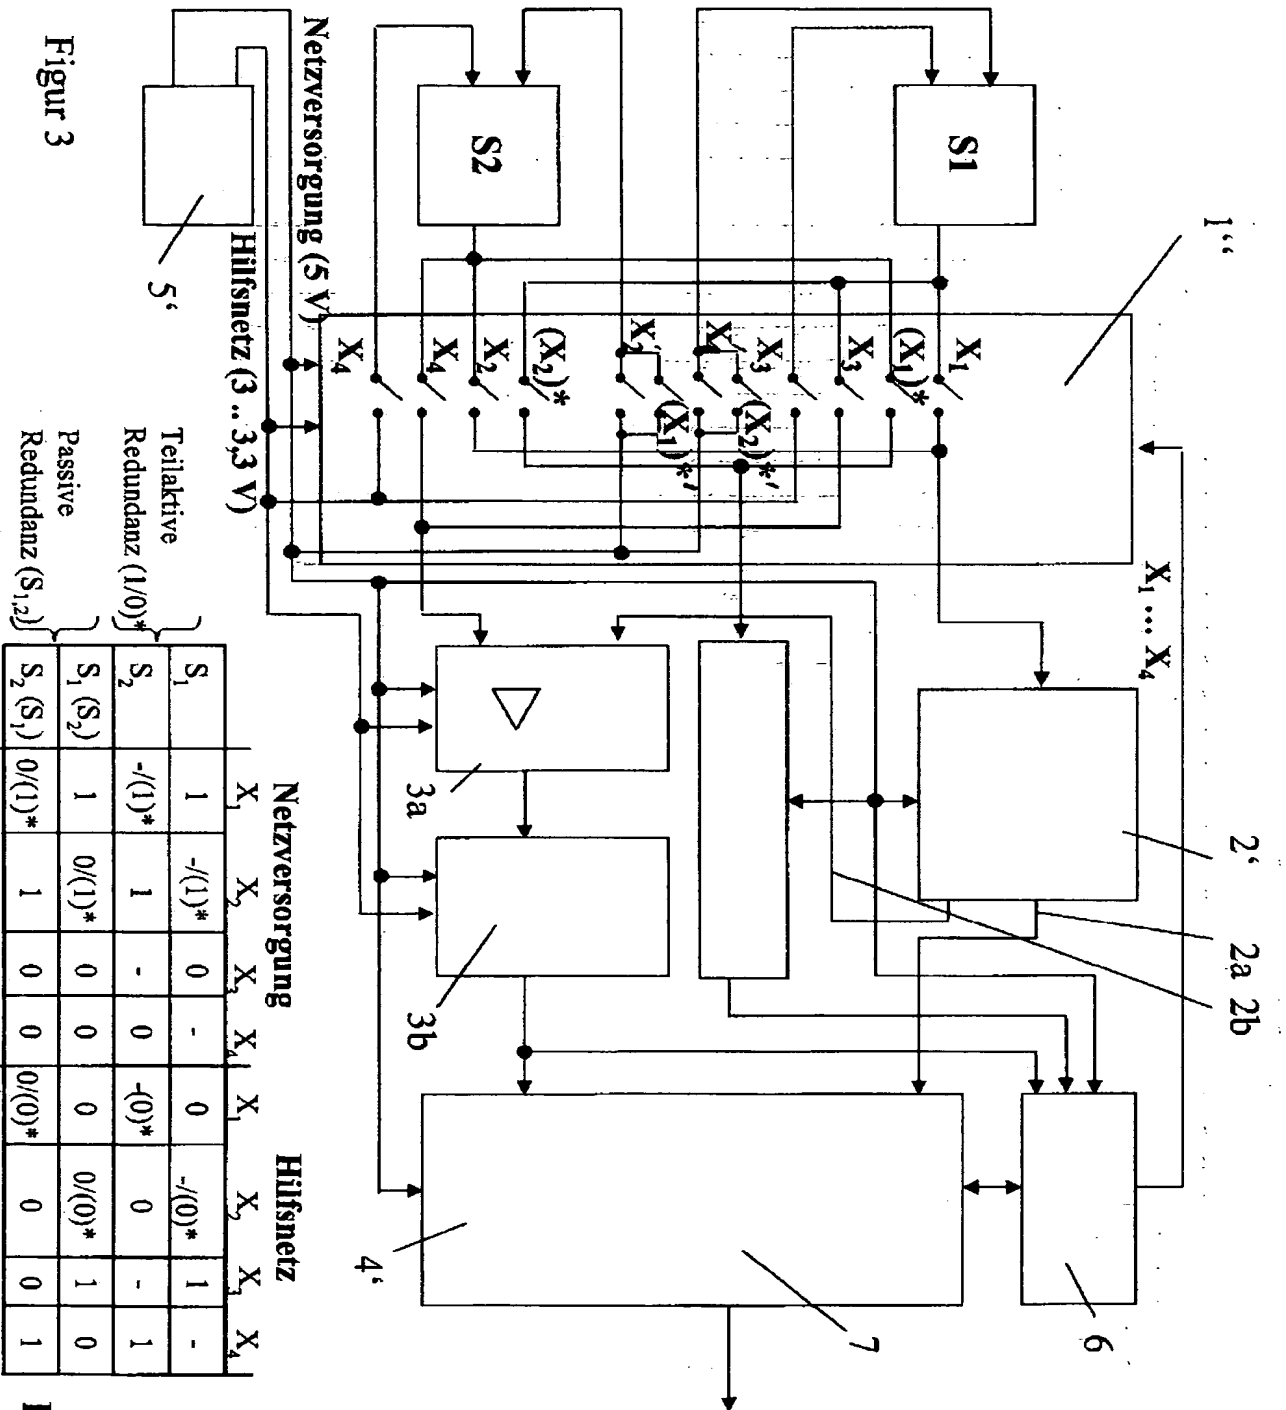 1“
2‘
2a
2b
X₁ ... X₄
6
7
4‘
S1
S2
X₁
(X₁)*
X₃
X₃
(X₂)*'
X₁'
(X₁)*'
X₂'
(X₂)*
X₂
X₄
X₄
3a
3b
Netzversorgung (5 V)
Hilfsnetz (3 .. 3,3 V)
5‘
Figur 3
Netzversorgung Hilfsnetz
X₁ X₂ X₃ X₄ X₁ X₂ X₃ X₄
S₁ 1 -/(1)* 0 - 0 -/(0)* 1 -
S₂ -/(1)* 1 - 0 -(0)* 0 - 1
S₁ (S₂) 1 0/(1)* 0 0 0 0/(0)* 1 0
S₂ (S₁) 0/(1)* 1 0 0 0/(0)* 0 0 1
Teilaktive
Redundanz (1/0)*
Passive
Redundanz (S₁,₂)